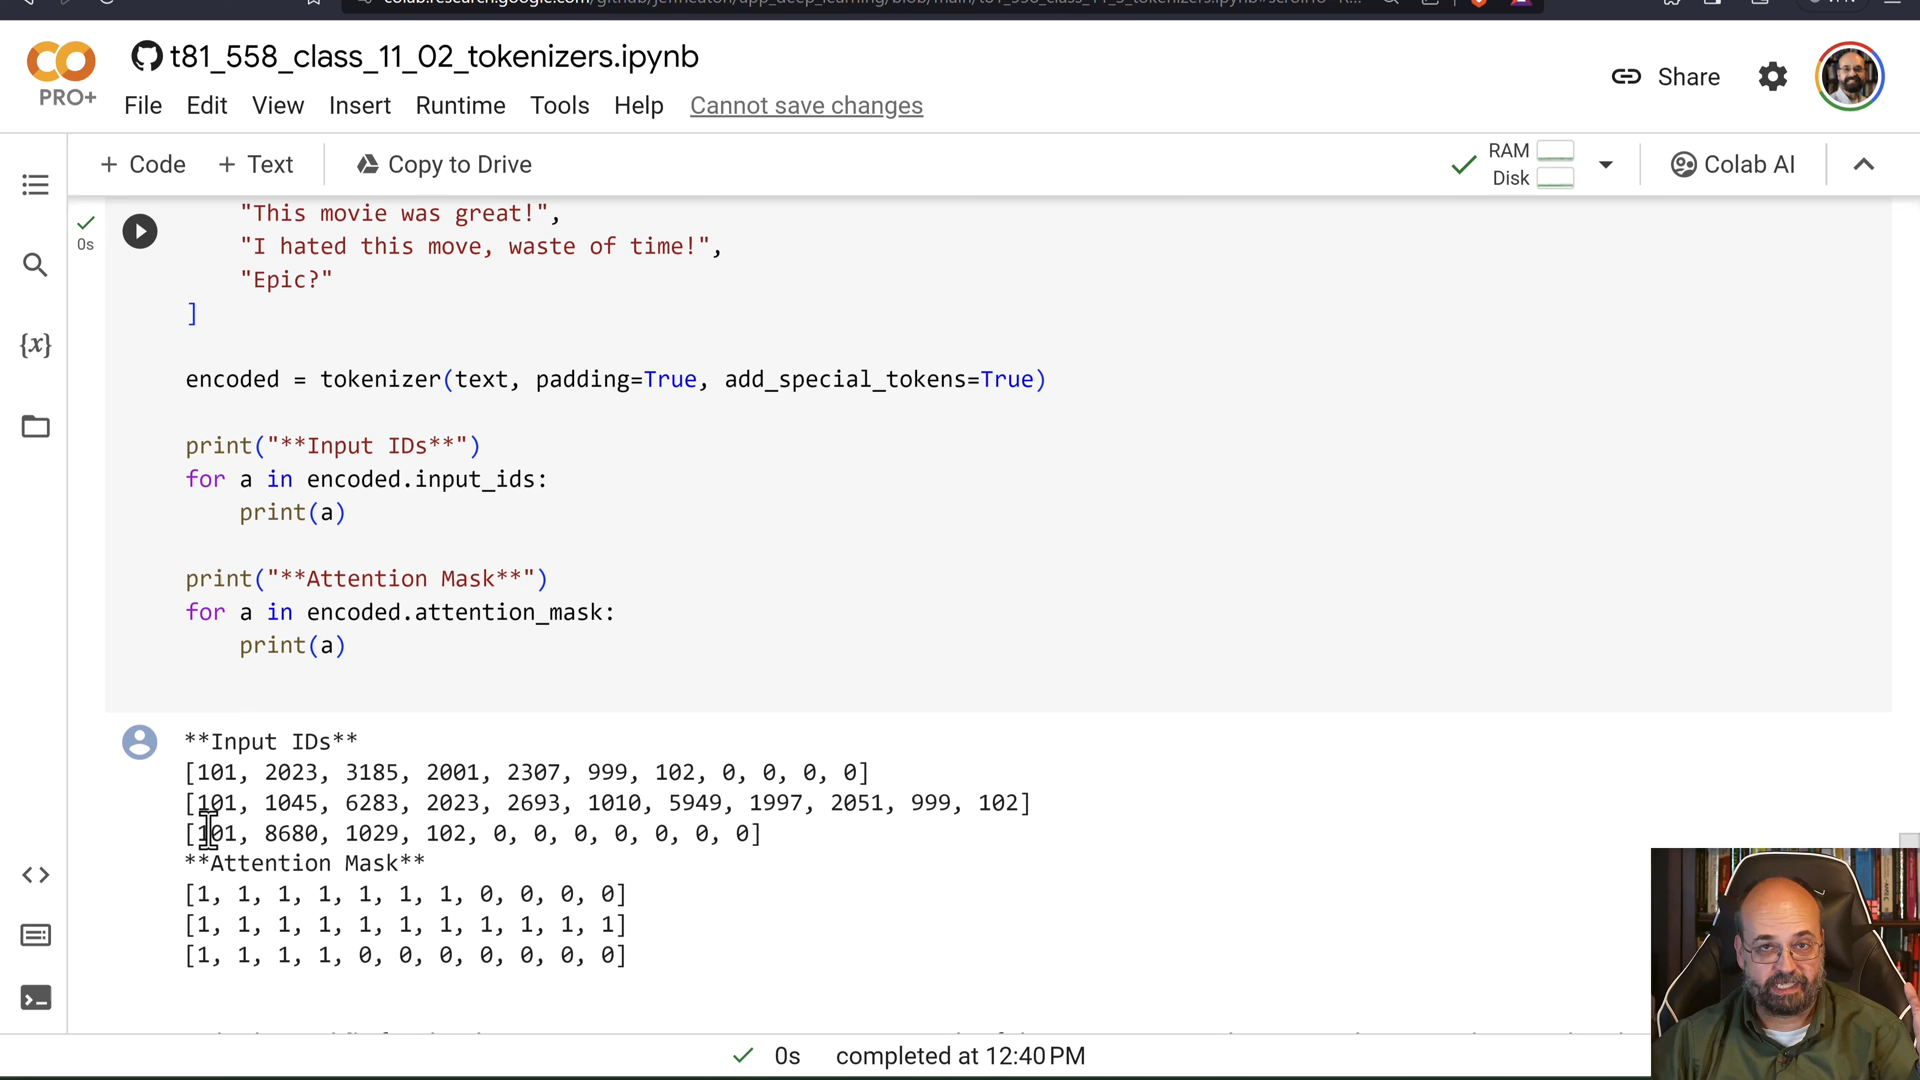 t81_558_class_11_02_tokenizers.ipynb
PRO+
File Edit View Insert Runtime Tools Help Cannot save changes
Share
+ Code + Text Copy to Drive
RAM
Disk
Colab AI
0s
"This movie was great!",
"I hated this move, waste of time!",
"Epic?"
]
encoded = tokenizer(text, padding=True, add_special_tokens=True)
print("**Input IDs**")
for a in encoded.input_ids:
print(a)
print("**Attention Mask**")
for a in encoded.attention_mask:
print(a)
**Input IDs**
[101, 2023, 3185, 2001, 2307, 999, 102, 0, 0, 0, 0]
[101, 1045, 6283, 2023, 2693, 1010, 5949, 1997, 2051, 999, 102]
[101, 8680, 1029, 102, 0, 0, 0, 0, 0, 0, 0]
**Attention Mask**
[1, 1, 1, 1, 1, 1, 1, 0, 0, 0, 0]
[1, 1, 1, 1, 1, 1, 1, 1, 1, 1, 1]
[1, 1, 1, 1, 0, 0, 0, 0, 0, 0, 0]
0s completed at 12:40 PM